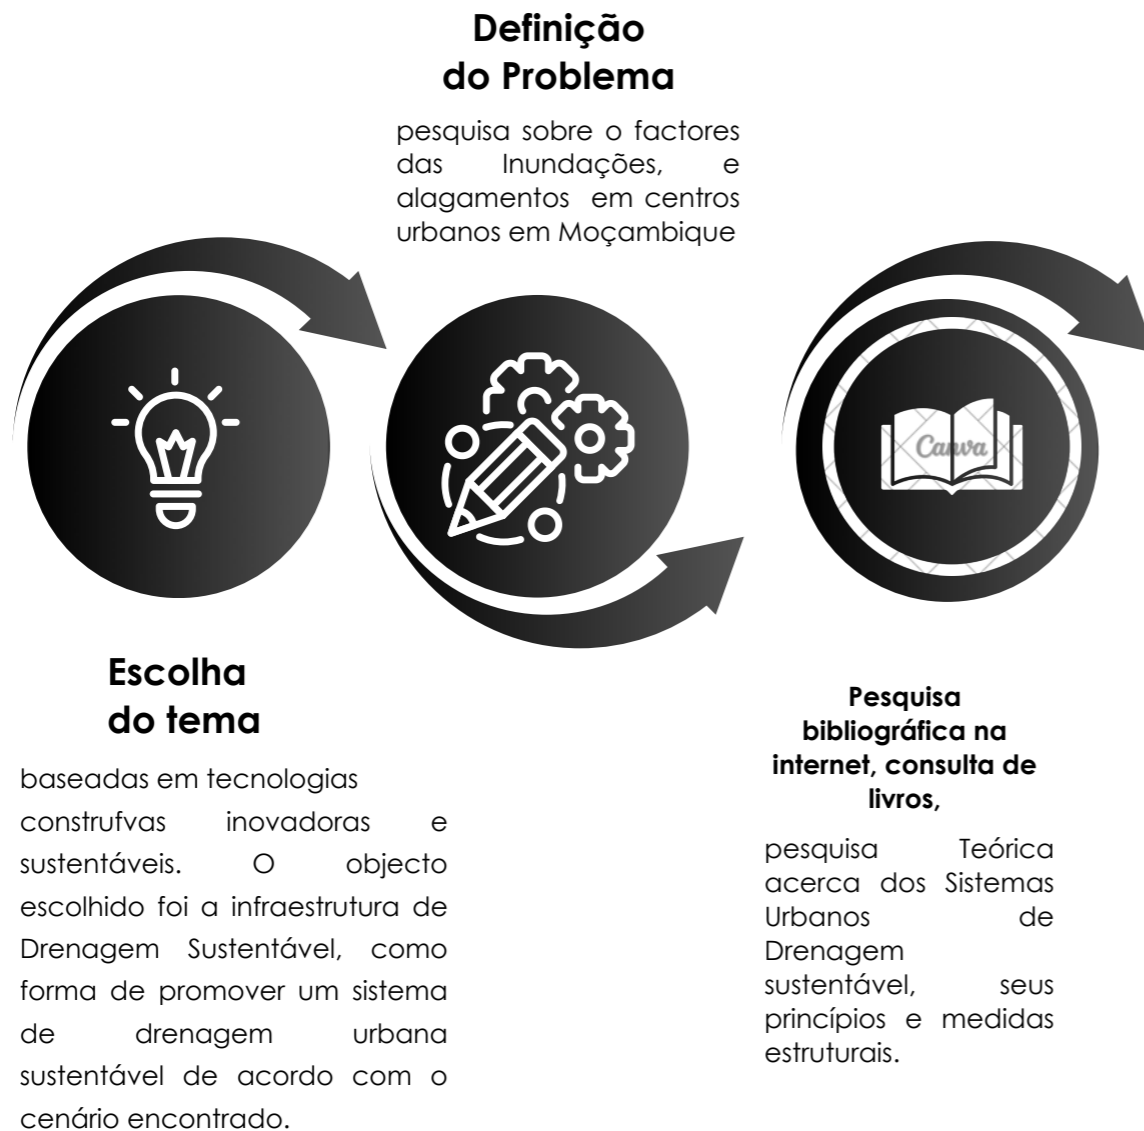 Definição
do Problema
pesquisa sobre o factores
das Inundações, e
alagamentos em centros
urbanos em Moçambique
Canva
Escolha
do tema
baseadas em tecnologias
construfvas inovadoras e
sustentáveis. O objecto
escolhido foi a infraestrutura de
Drenagem Sustentável, como
forma de promover um sistema
de drenagem urbana
sustentável de acordo com o
cenário encontrado.
Pesquisa
bibliográfica na
internet, consulta de
livros,
pesquisa Teórica
acerca dos Sistemas
Urbanos de
Drenagem
sustentável, seus
princípios e medidas
estruturais.